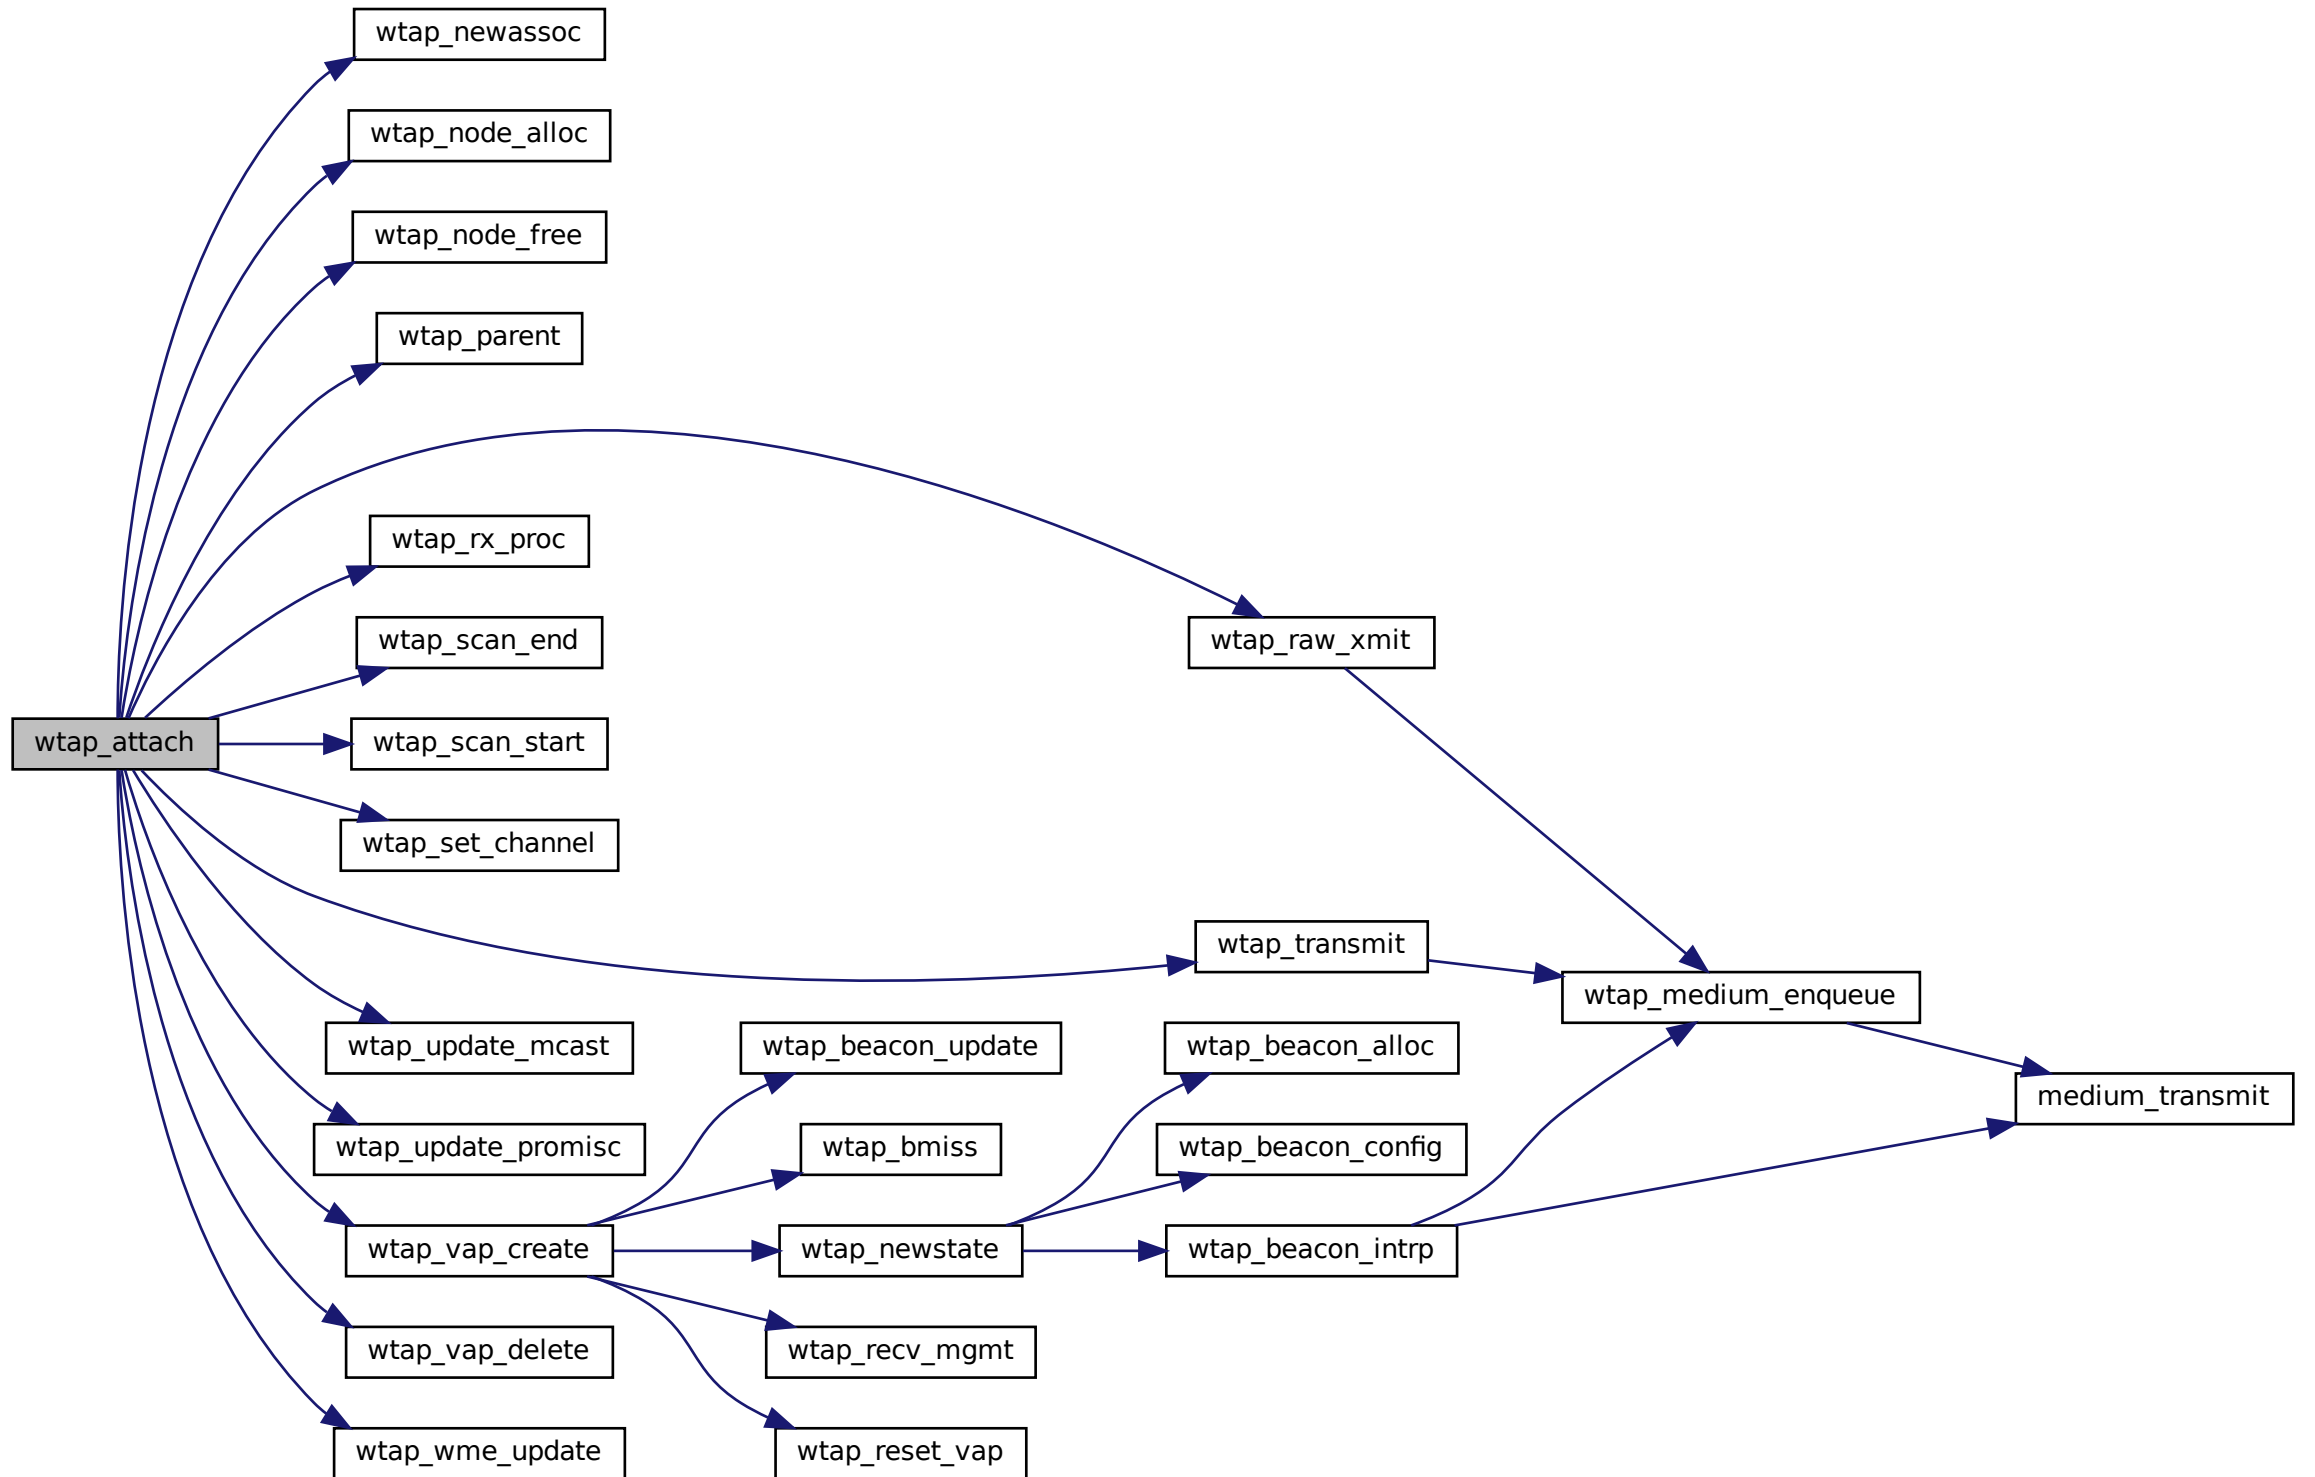 wtap_newassoc
wtap_node_alloc
wtap_node_free
wtap_parent
wtap_rx_proc
wtap_scan_end
wtap_raw_xmit
wtap_attach
wtap_scan_start
wtap_set_channel
wtap_transmit
wtap_medium_enqueue
wtap_update_mcast
wtap_beacon_update
wtap_beacon_alloc
medium_transmit
wtap_update_promisc
wtap_bmiss
wtap_beacon_config
wtap_vap_create
wtap_newstate
wtap_beacon_intrp
wtap_vap_delete
wtap_recv_mgmt
wtap_wme_update
wtap_reset_vap